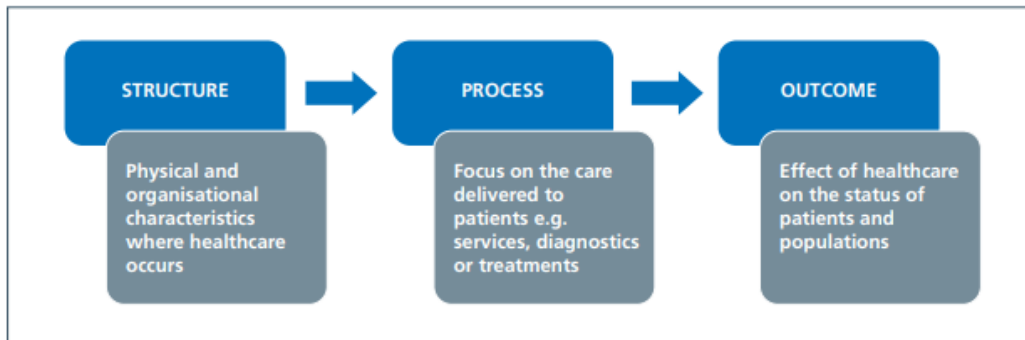 STRUCTURE
Physical and
organisational
characteristics
where healthcare
occurs
PROCESS
Focus on the care
delivered to
patients e.g.
services, diagnostics
or treatments
OUTCOME
Effect of healthcare
on the status of
patients and
populations